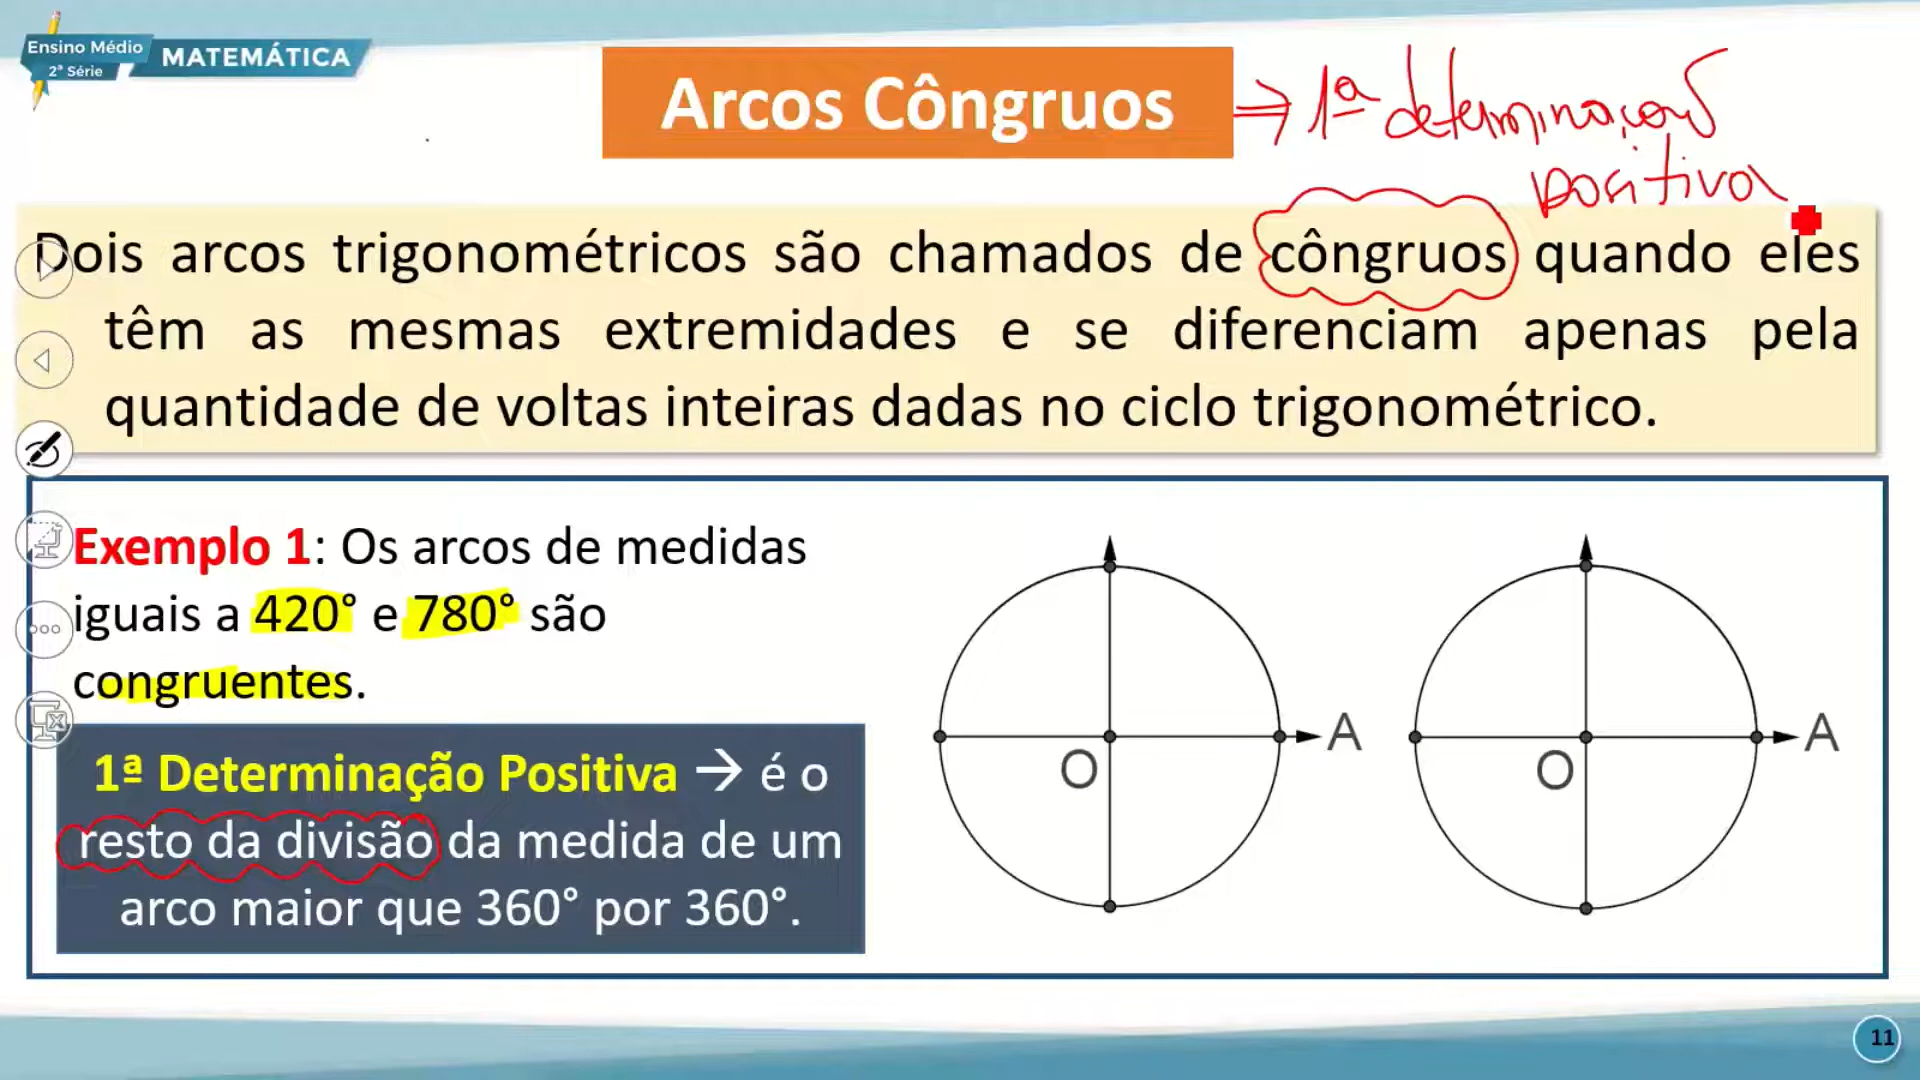 Ensino Médio
2ª Série
MATEMÁTICA
Arcos Côngruos
⇒ 1ª determinação
positiva
Dois arcos trigonométricos são chamados de côngruos quando eles
têm as mesmas extremidades e se diferenciam apenas pela
quantidade de voltas inteiras dadas no ciclo trigonométrico.
Exemplo 1: Os arcos de medidas
iguais a 420° e 780° são
congruentes.
1ª Determinação Positiva → é o
resto da divisão da medida de um
arco maior que 360° por 360°.
A
O
A
O
11